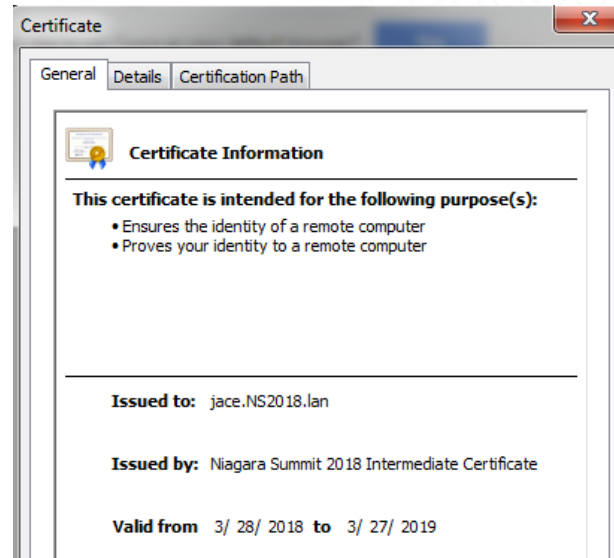 Certificate
General Details Certification Path
Certificate Information
This certificate is intended for the following purpose(s):
• Ensures the identity of a remote computer
• Proves your identity to a remote computer
Issued to: jace.NS2018.lan
Issued by: Niagara Summit 2018 Intermediate Certificate
Valid from 3/ 28/ 2018 to 3/ 27/ 2019